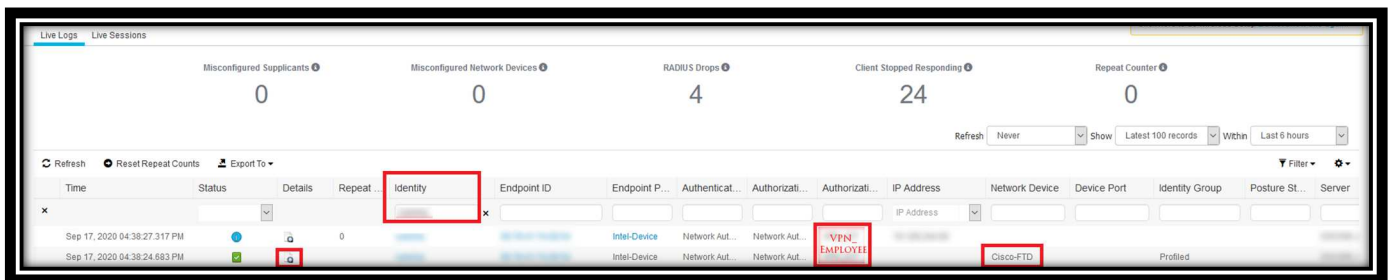 Live Logs Live Sessions
Misconfigured Supplicants Misconfigured Network Devices RADIUS Drops Client Stopped Responding Repeat Counter
0 0 4 24 0
Refresh Never Show Latest 100 records Within Last 6 hours
Refresh Reset Repeat Counts Export To Filter
Time Status Details Repeat ... Identity Endpoint ID Endpoint P... Authenticat... Authorizati... Authorizati... IP Address Network Device Device Port Identity Group Posture St... Server
× × IP Address
Sep 17, 2020 04:38:27.317 PM 0 Intel-Device Network Aut... Network Aut... VPN_
EMPLOYEE
Sep 17, 2020 04:38:24.683 PM Intel-Device Network Aut... Network Aut... Cisco-FTD Profiled